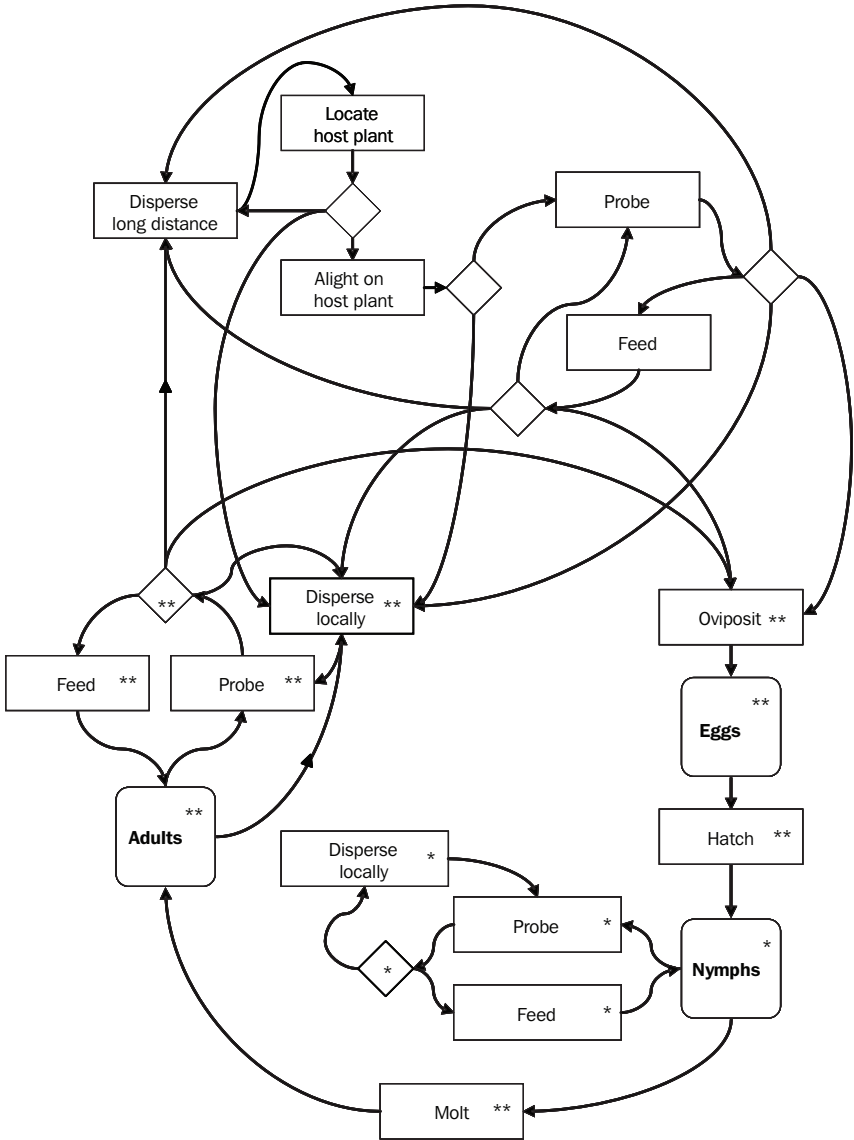 Locate
host plant
Disperse
long distance
Probe
Alight on
host plant
Feed
Disperse
locally **
**
Oviposit **
Feed **
Probe **
Eggs **
Adults **
Hatch **
Disperse
locally *
Probe *
*
Nymphs *
Feed *
Molt **